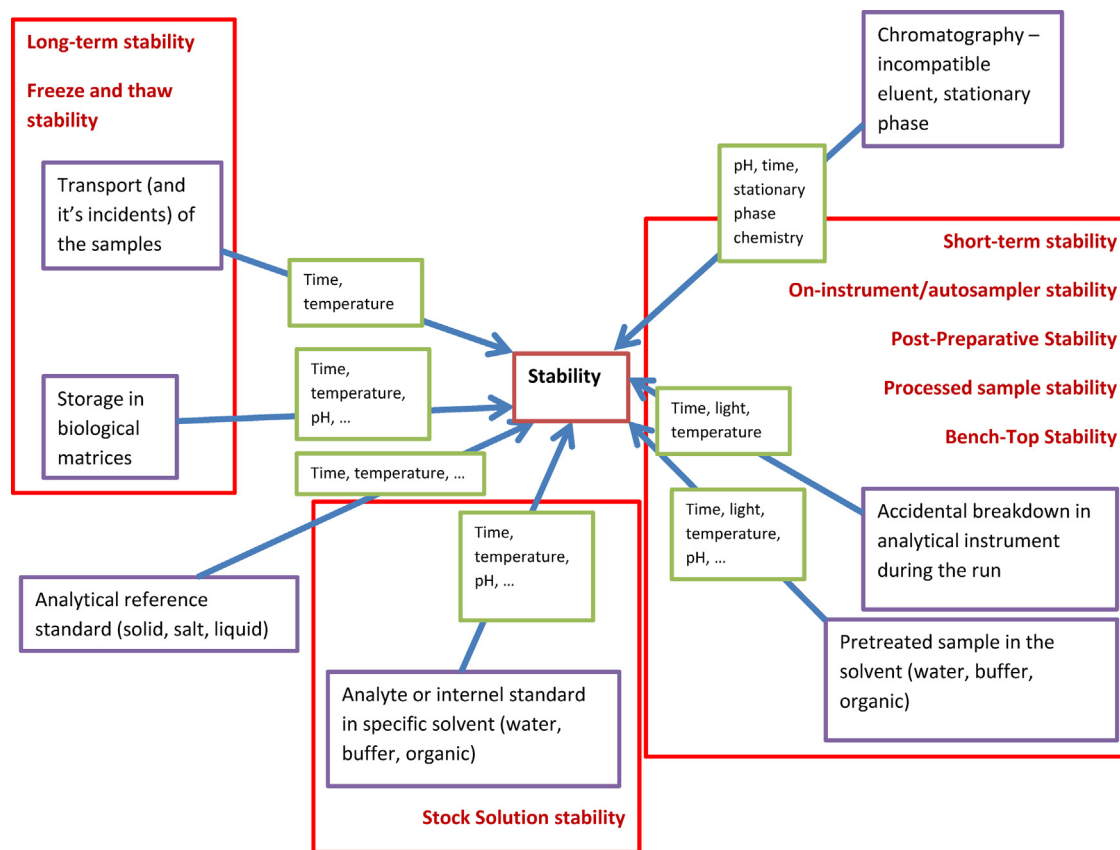 Long-term stability
Freeze and thaw
stability
Transport (and
it’s incidents) of
the samples
Time,
temperature
Storage in
biological
matrices
Time,
temperature,
pH, ...
Time, temperature, ...
Analytical reference
standard (solid, salt, liquid)
Stability
Time,
temperature,
pH, ...
Analyte or internel standard
in specific solvent (water,
buffer, organic)
Stock Solution stability
Chromatography –
incompatible
eluent, stationary
phase
pH, time,
stationary
phase
chemistry
Short-term stability
On-instrument/autosampler stability
Post-Preparative Stability
Processed sample stability
Bench-Top Stability
Time, light,
temperature
Time, light,
temperature,
pH, ...
Accidental breakdown in
analytical instrument
during the run
Pretreated sample in the
solvent (water, buffer,
organic)